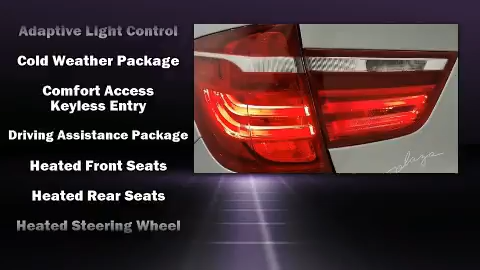 Adaptive Light Control
Cold Weather Package
Comfort Access
Keyless Entry
Driving Assistance Package
Heated Front Seats
Heated Rear Seats
Heated Steering Wheel